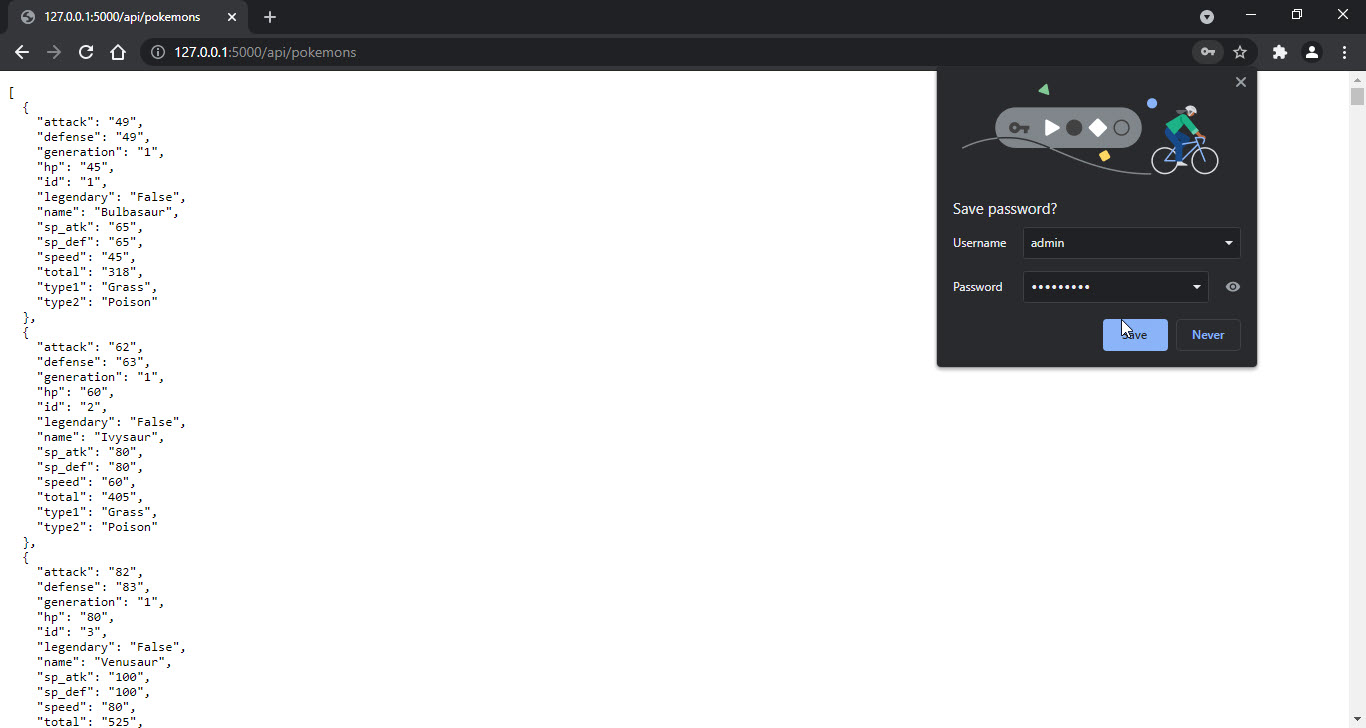 127.0.0.1:5000/api/pokemons
127.0.0.1:5000/api/pokemons
[
{
"attack": "49",
"defense": "49",
"generation": "1",
"hp": "45",
"id": "1",
"legendary": "False",
"name": "Bulbasaur",
"sp_atk": "65",
"sp_def": "65",
"speed": "45",
"total": "318",
"type1": "Grass",
"type2": "Poison"
},
{
"attack": "62",
"defense": "63",
"generation": "1",
"hp": "60",
"id": "2",
"legendary": "False",
"name": "Ivysaur",
"sp_atk": "80",
"sp_def": "80",
"speed": "60",
"total": "405",
"type1": "Grass",
"type2": "Poison"
},
{
"attack": "82",
"defense": "83",
"generation": "1",
"hp": "80",
"id": "3",
"legendary": "False",
"name": "Venusaur",
"sp_atk": "100",
"sp_def": "100",
"speed": "80",
"total": "525",
Save password?
Username admin
Password •••••••••
Save Never